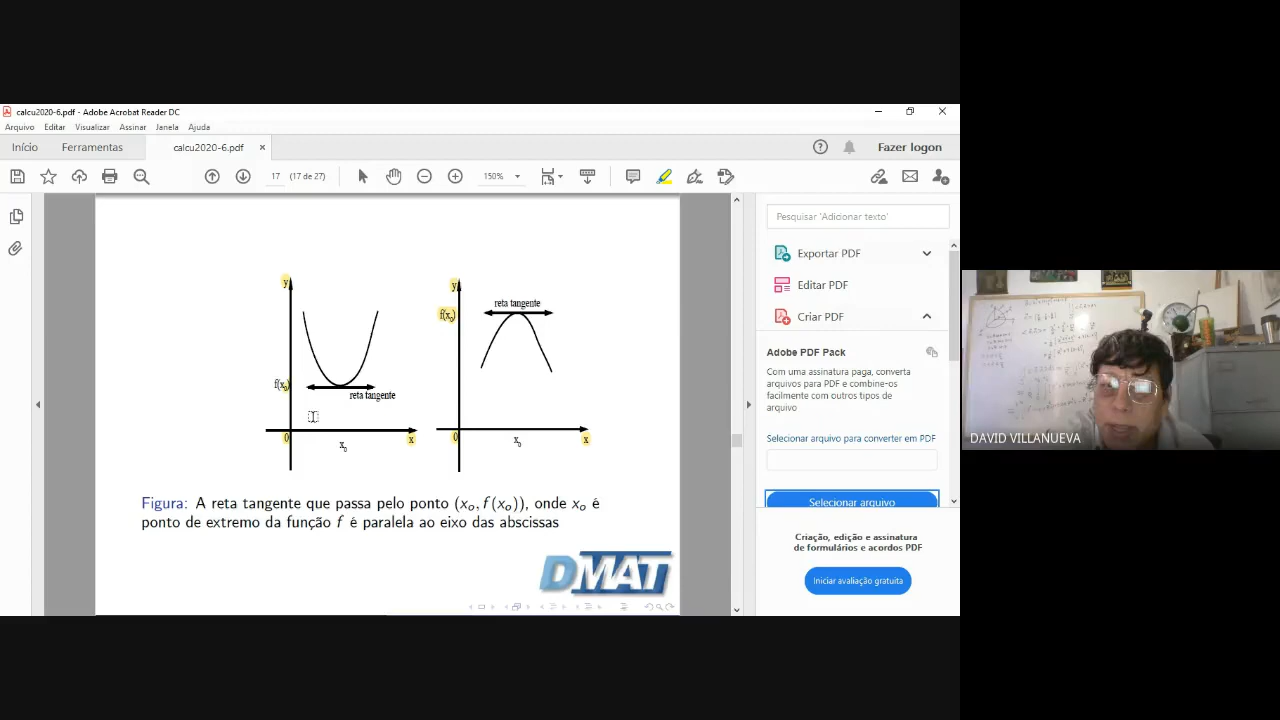 calcu2020-6.pdf - Adobe Acrobat Reader DC
Arquivo Editar Visualizar Assinar Janela Ajuda
Início Ferramentas calcu2020-6.pdf × Fazer logon
17 (17 de 27) 150%
Pesquisar 'Adicionar texto'
Exportar PDF
Editar PDF
Criar PDF
Adobe PDF Pack
Com uma assinatura paga, converta
arquivos para PDF e combine-os
facilmente com outros tipos de
arquivo
Selecionar arquivo para converter em PDF
Selecionar arquivo
Criação, edição e assinatura
de formulários e acordos PDF
Iniciar avaliação gratuita
y
f(x₀)
reta tangente
0
x₀
x
y
reta tangente
f(x₀)
0
x₀
x
Figura: A reta tangente que passa pelo ponto (xₒ, f(xₒ)), onde xₒ é
ponto de extremo da função f é paralela ao eixo das abscissas
DMAT
DAVID VILLANUEVA